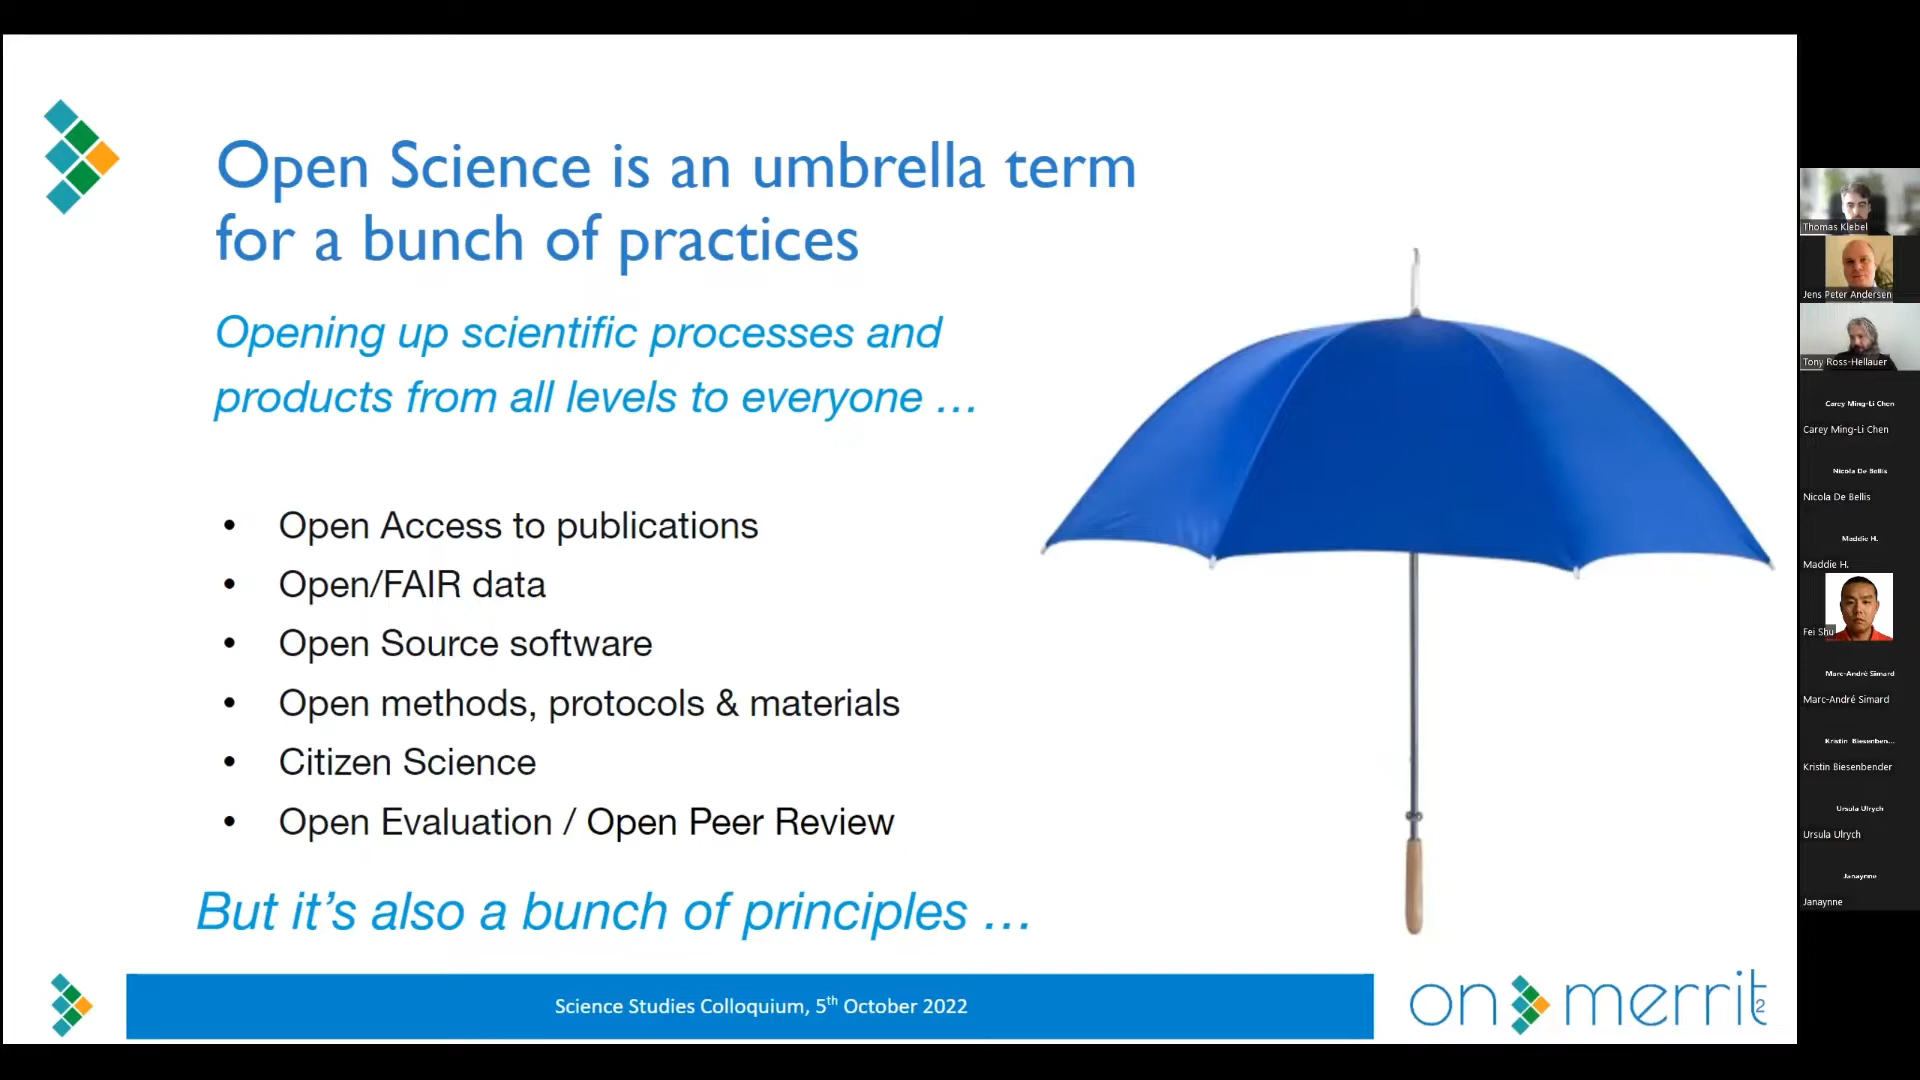 Open Science is an umbrella term
for a bunch of practices
Opening up scientific processes and
products from all levels to everyone ...
• Open Access to publications
• Open/FAIR data
• Open Source software
• Open methods, protocols & materials
• Citizen Science
• Open Evaluation / Open Peer Review
But it's also a bunch of principles ...
Science Studies Colloquium, 5th October 2022
on merrit
2
Thomas Klebel
Jens Peter Andersen
Tony Ross-Hellauer
Carey Ming-Li Chen
Carey Ming-Li Chen
Nicola De Bellis
Nicola De Bellis
Maddie H.
Maddie H.
Fei Shu
Marc-André Simard
Marc-André Simard
Kristin Biesenben...
Kristin Biesenbender
Ursula Ulrych
Ursula Ulrych
Janaynne
Janaynne